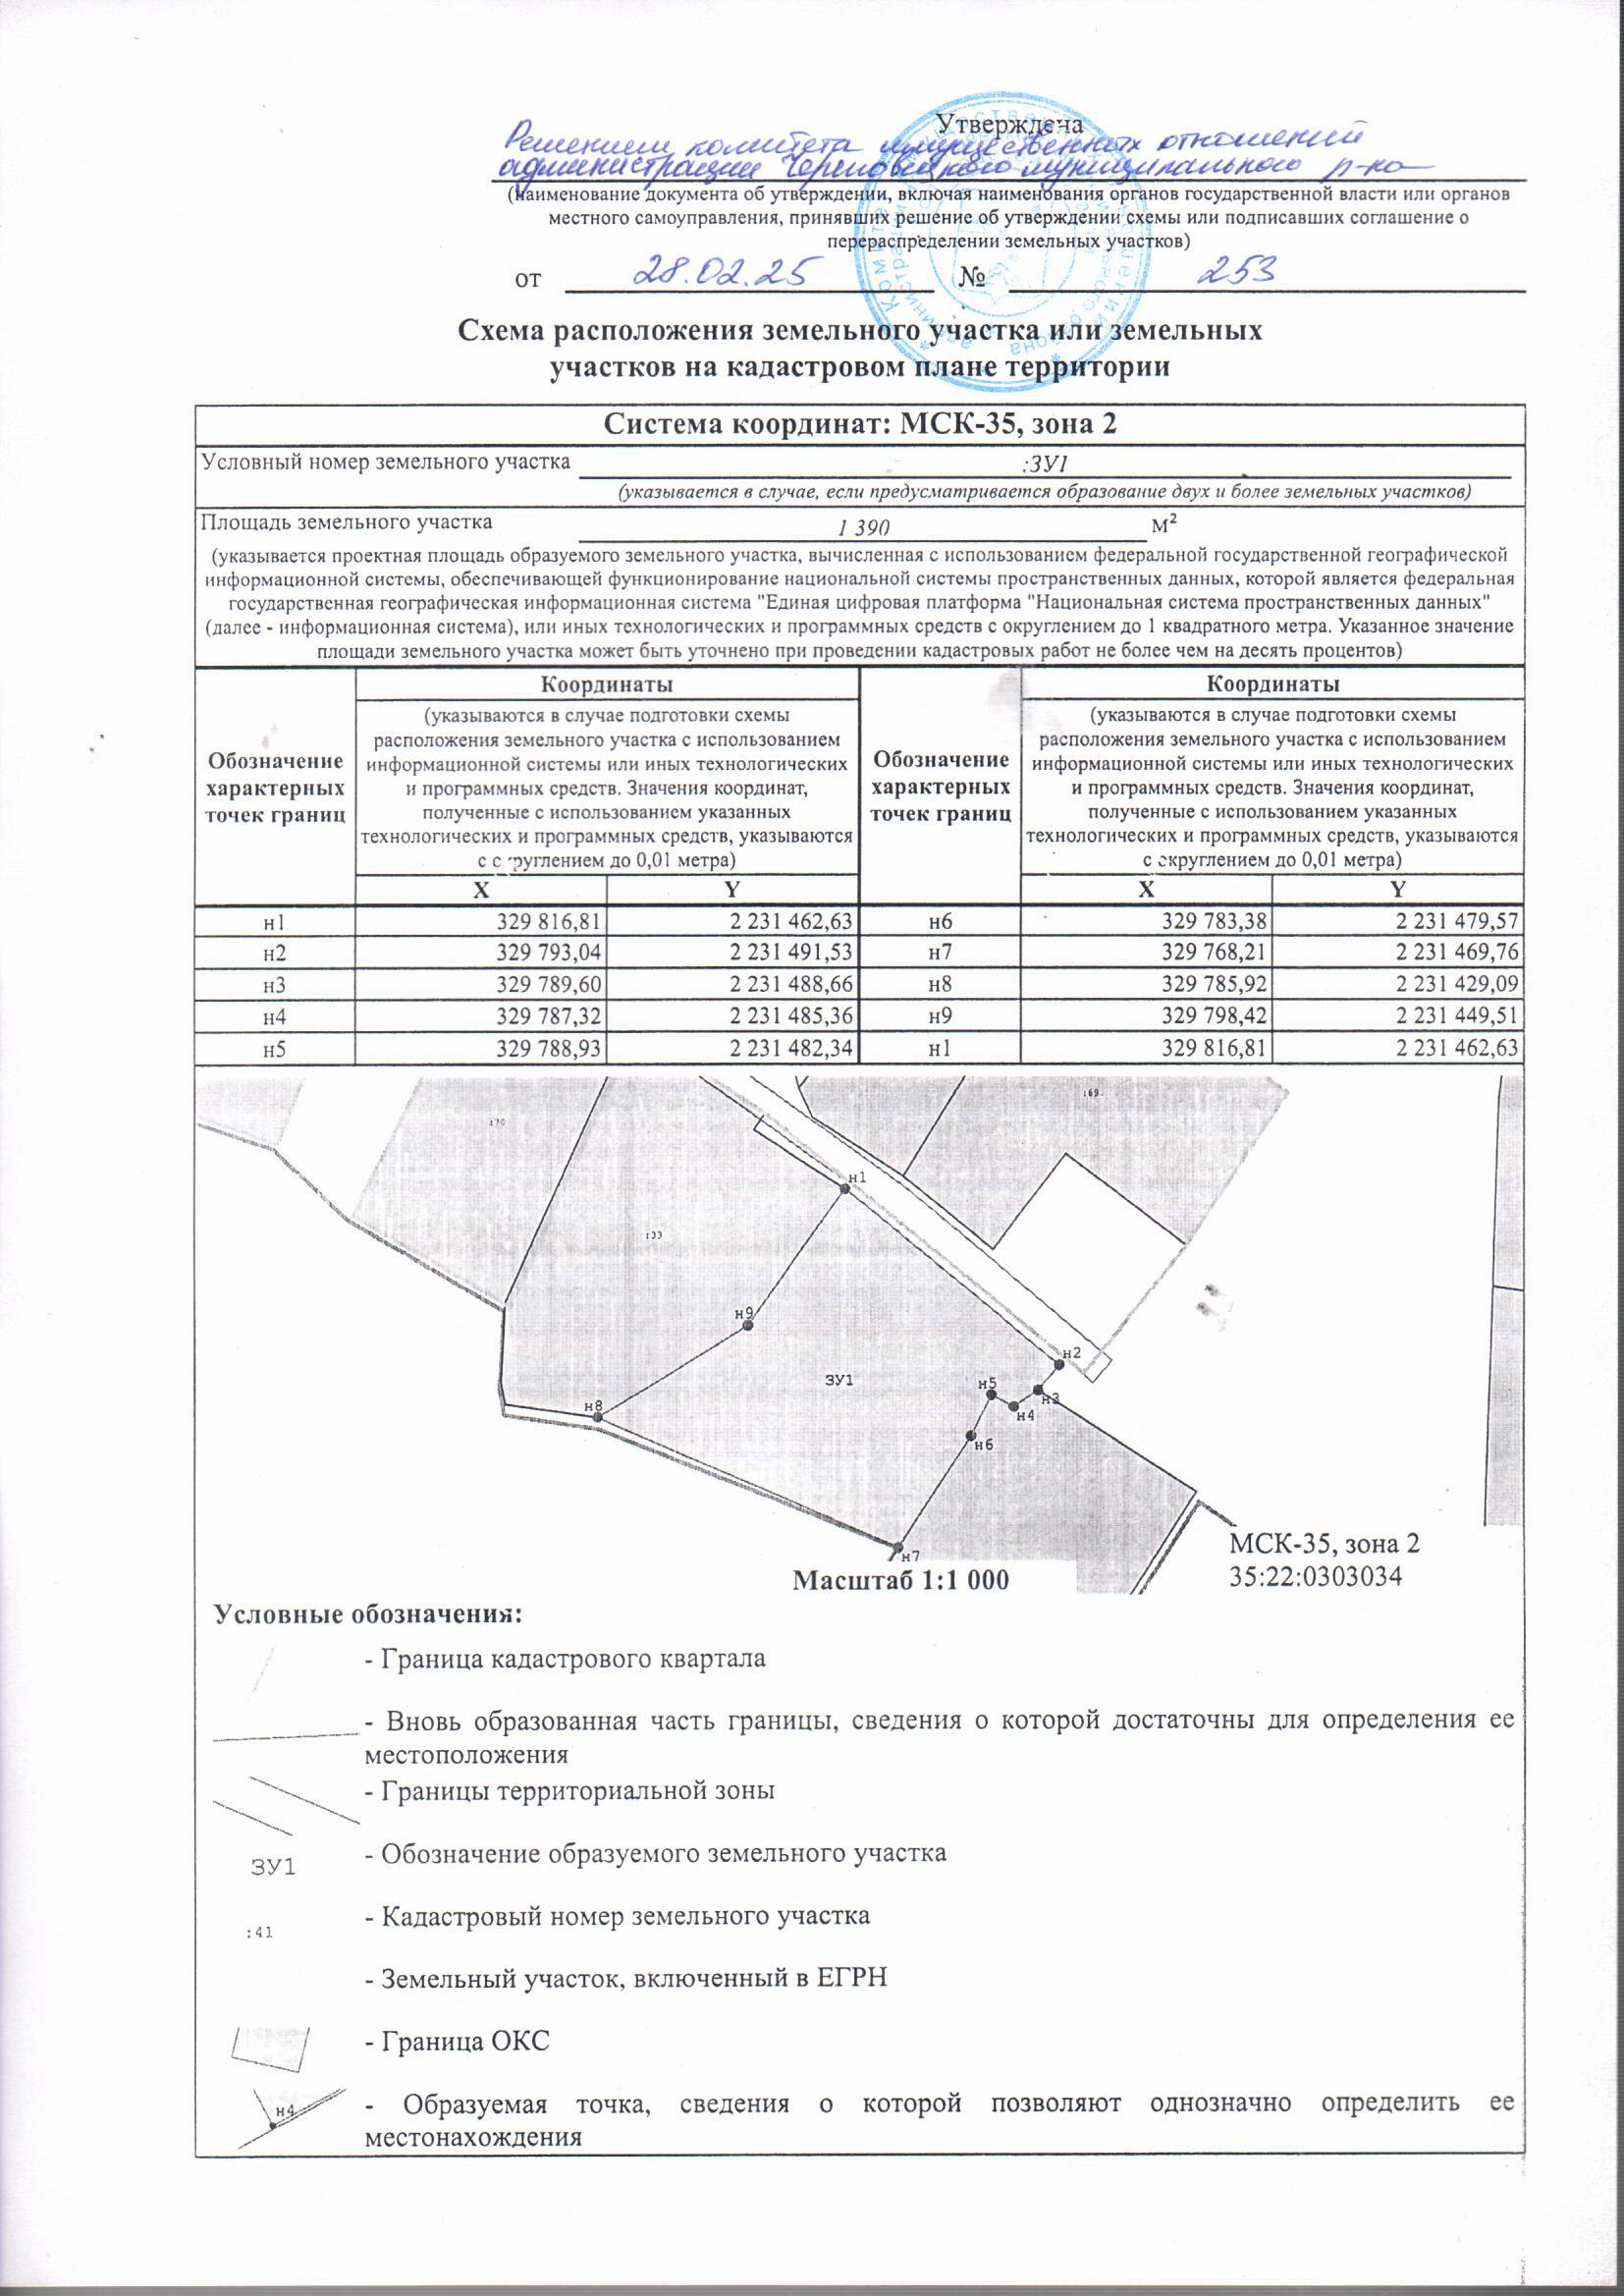 Утверждена
Решением комитета имущественных отношений
администрации Череповецкого муниципального р-на
(наименование документа об утверждении, включая наименования органов государственной власти или органов
местного самоуправления, принявших решение об утверждении схемы или подписавших соглашение о
перераспределении земельных участков)
от 28.02.25 № 253
Схема расположения земельного участка или земельных
участков на кадастровом плане территории
Система координат: МСК-35, зона 2
Условный номер земельного участка :ЗУ1
(указывается в случае, если предусматривается образование двух и более земельных участков)
Площадь земельного участка 1 390 м²
(указывается проектная площадь образуемого земельного участка, вычисленная с использованием федеральной государственной географической
информационной системы, обеспечивающей функционирование национальной системы пространственных данных, которой является федеральная
государственная географическая информационная система "Единая цифровая платформа "Национальная система пространственных данных"
(далее - информационная система), или иных технологических и программных средств с округлением до 1 квадратного метра. Указанное значение
площади земельного участка может быть уточнено при проведении кадастровых работ не более чем на десять процентов)
Обозначение
характерных
точек границ
Координаты
(указываются в случае подготовки схемы
расположения земельного участка с использованием
информационной системы или иных технологических
и программных средств. Значения координат,
полученные с использованием указанных
технологических и программных средств, указываются
с округлением до 0,01 метра)
X Y
Обозначение
характерных
точек границ
Координаты
(указываются в случае подготовки схемы
расположения земельного участка с использованием
информационной системы или иных технологических
и программных средств. Значения координат,
полученные с использованием указанных
технологических и программных средств, указываются
с округлением до 0,01 метра)
X Y
н1 329 816,81 2 231 462,63 н6 329 783,38 2 231 479,57
н2 329 793,04 2 231 491,53 н7 329 768,21 2 231 469,76
н3 329 789,60 2 231 488,66 н8 329 785,92 2 231 429,09
н4 329 787,32 2 231 485,36 н9 329 798,42 2 231 449,51
н5 329 788,93 2 231 482,34 н1 329 816,81 2 231 462,63
:69
н1
н9
н2
ЗУ1
н5
н3
н8
н4
н6
н7
МСК-35, зона 2
35:22:0303034
Масштаб 1:1 000
Условные обозначения:
- Граница кадастрового квартала
- Вновь образованная часть границы, сведения о которой достаточны для определения ее
местоположения
- Границы территориальной зоны
ЗУ1 - Обозначение образуемого земельного участка
:41 - Кадастровый номер земельного участка
- Земельный участок, включенный в ЕГРН
- Граница ОКС
н4 - Образуемая точка, сведения о которой позволяют однозначно определить ее
местонахождения